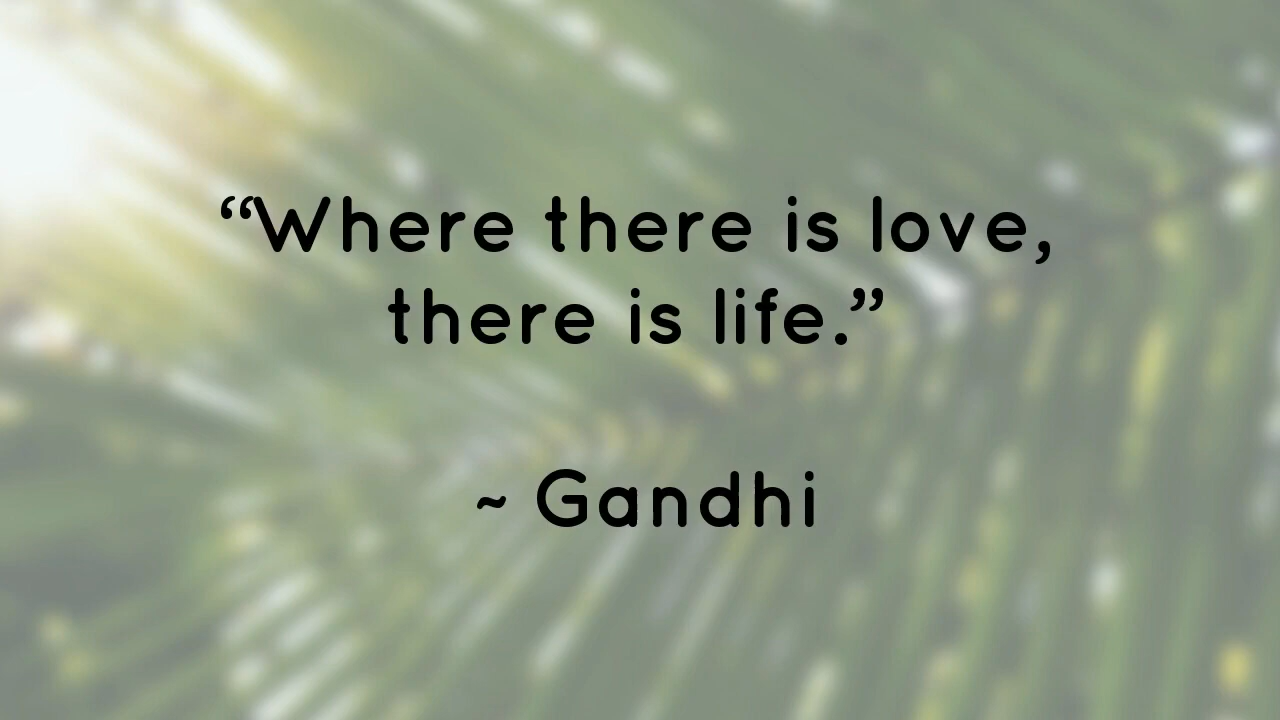 “Where there is love,
there is life.”
~ Gandhi